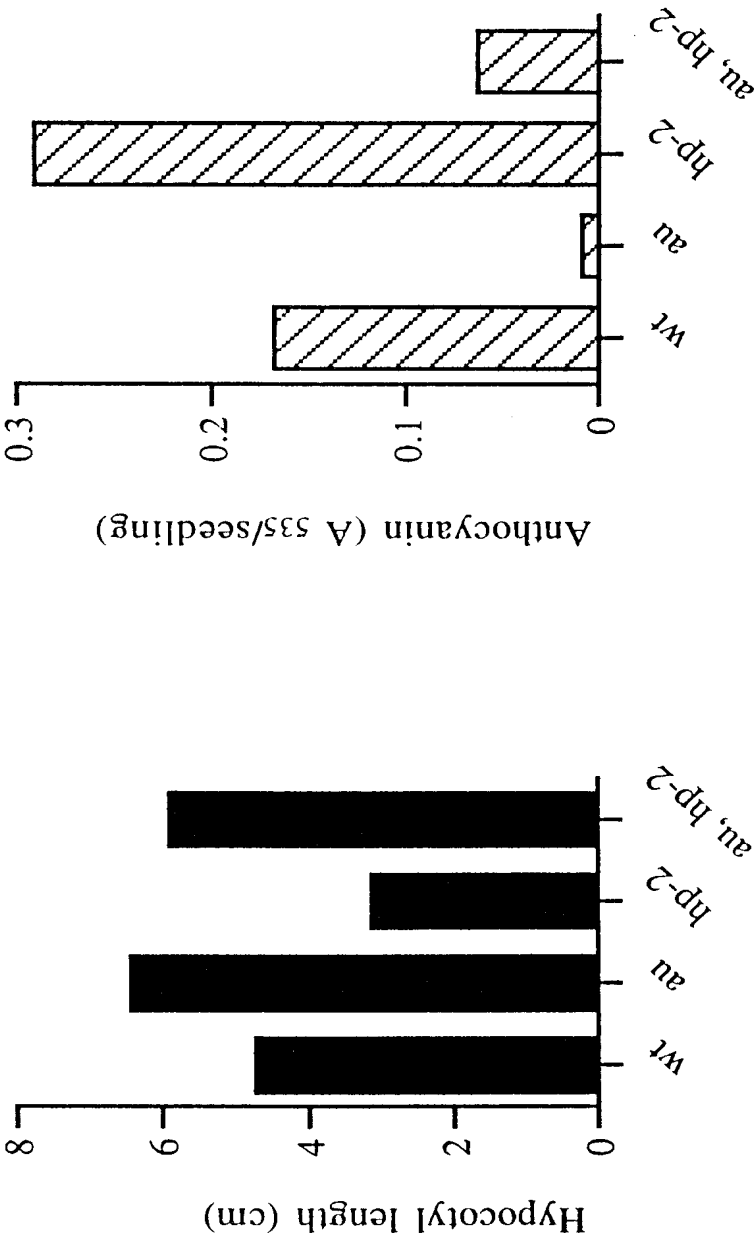 Anthocyanin (A 535/seedling)
0.3
0.2
0.1
0
wt
au
hp-2
au, hp-2
Hypocotyl length (cm)
8
6
4
2
0
wt
au
hp-2
au, hp-2